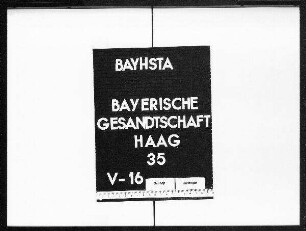 BAYHSTA
BAYERISCHE
GESANDTSCHAFT
HAAG
35
V-16